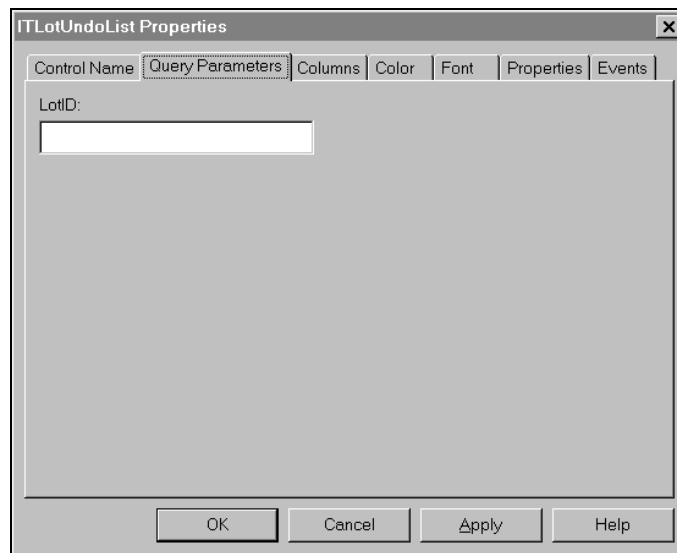 ITLotUndoList Properties
Control Name Query Parameters Columns Color Font Properties Events
LotID:
OK Cancel Apply Help